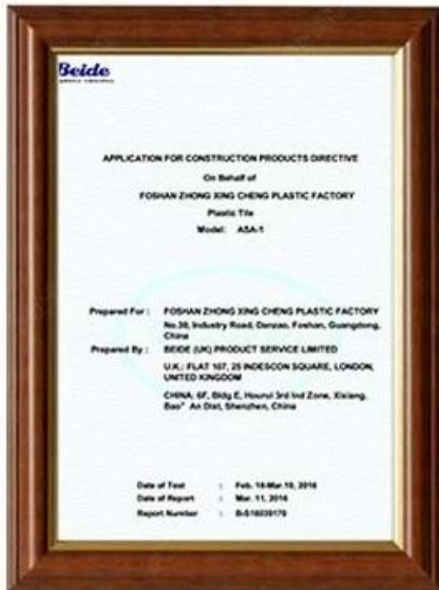 Beide
APPLICATION FOR CONSTRUCTION PRODUCTS DIRECTIVE
On Behalf of
FOSHAN ZHONG XING CHENG PLASTIC FACTORY
Plastic Tile
Model: ASA-1
Prepared For : FOSHAN ZHONG XING CHENG PLASTIC FACTORY
No.30, Industry Road, Danzao, Foshan, Guangdong,
China
Prepared By : BEIDE (UK) PRODUCT SERVICE LIMITED
U.K.: FLAT 107, 25 INDESCON SQUARE, LONDON,
UNITED KINGDOM
CHINA: 6F, Bldg E, Hourui 3rd Ind Zone, Xixiang,
Bao" An Dist, Shenzhen, China
Date of Test : Feb. 18-Mar.10, 2016
Date of Report : Mar. 11, 2016
Report Number :